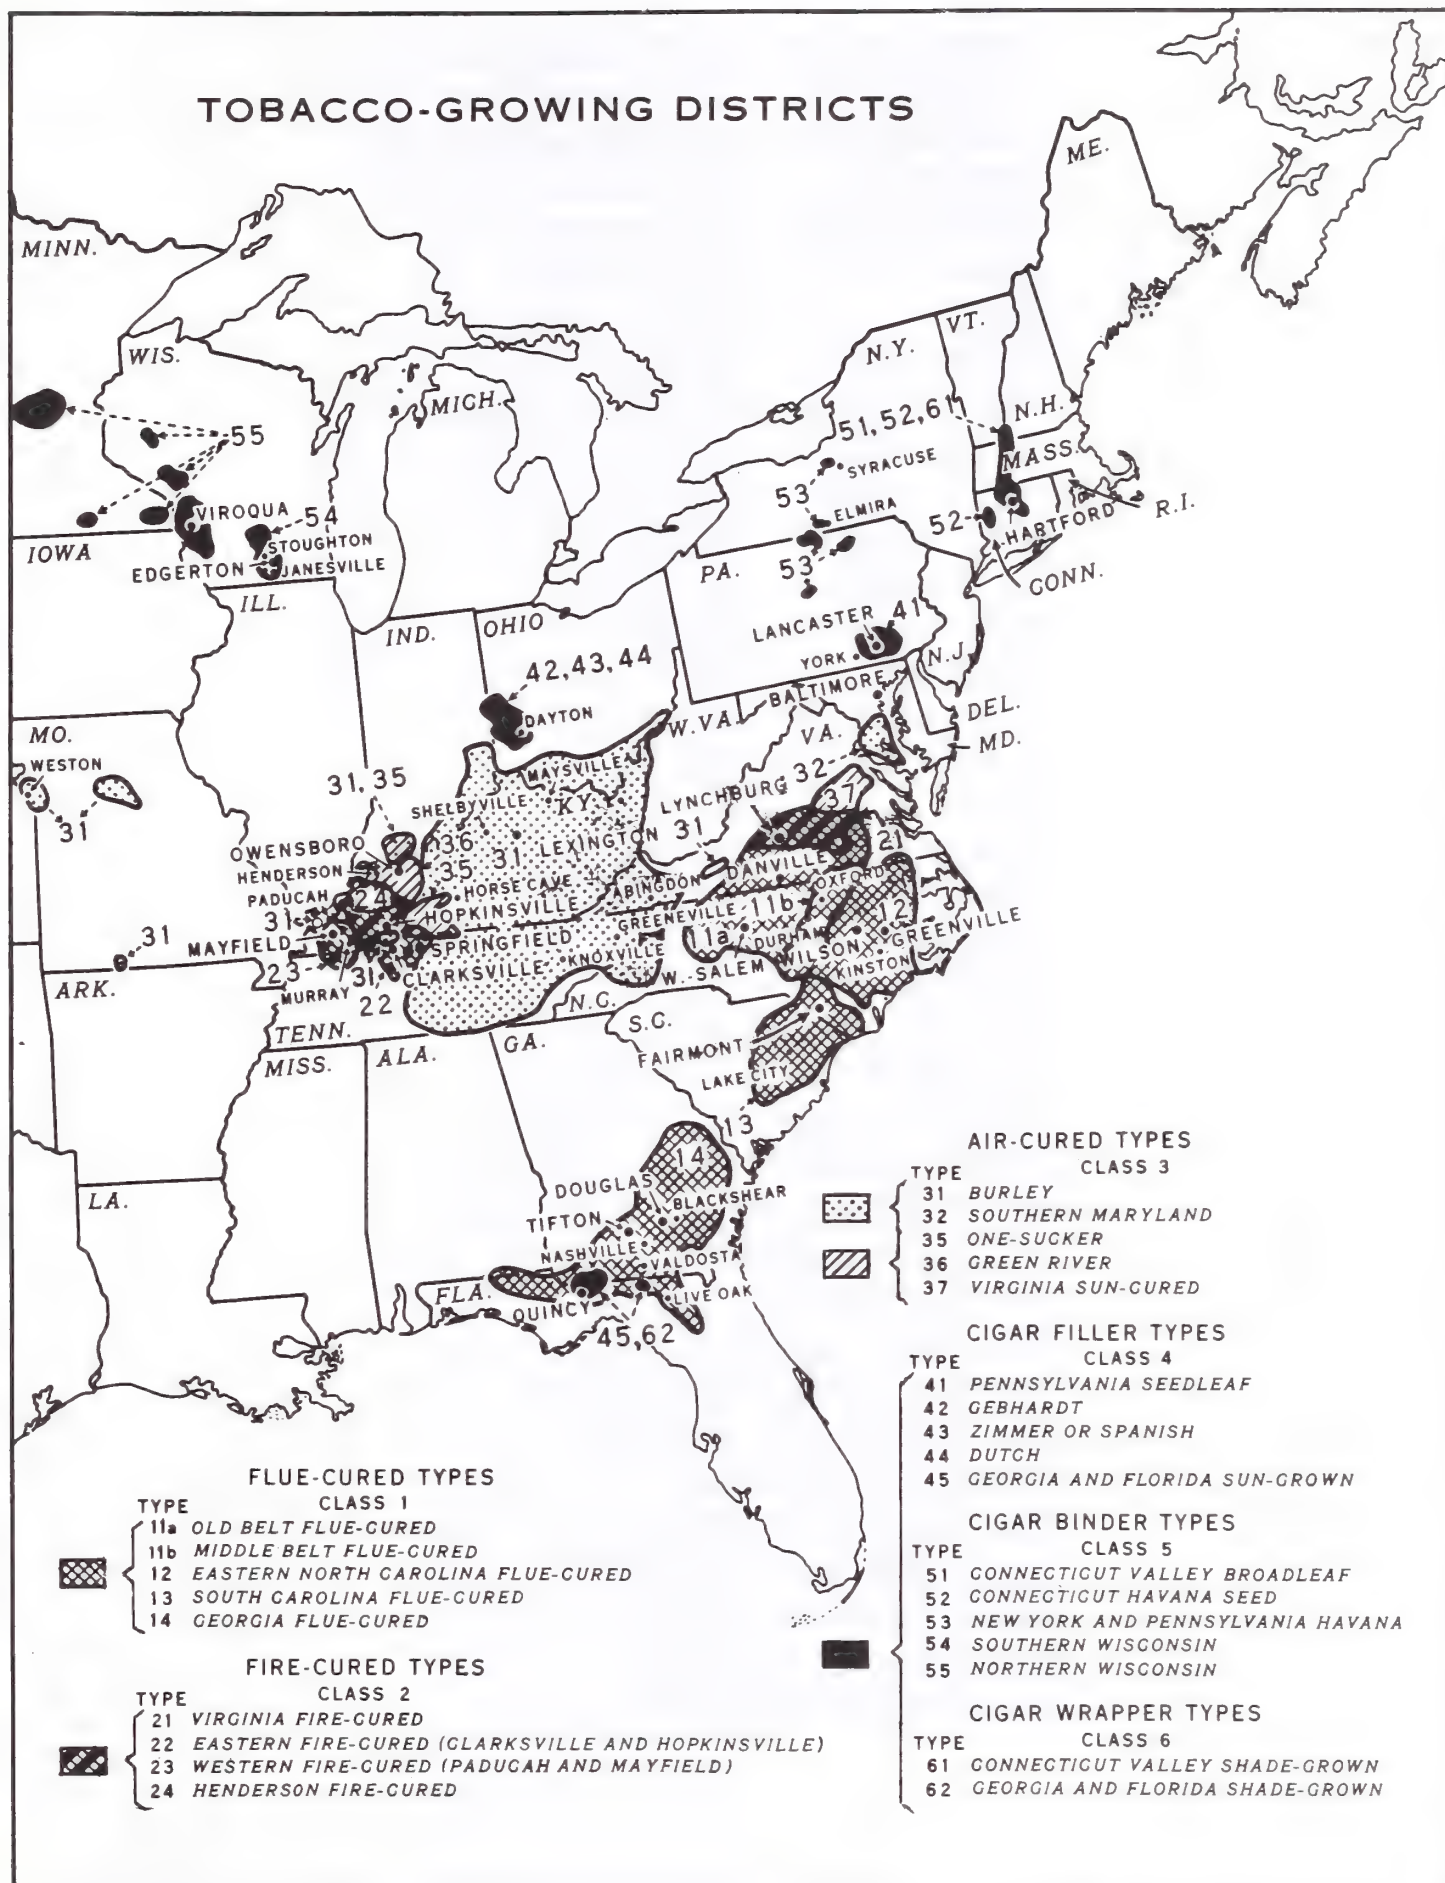 TOBACCO-GROWING DISTRICTS
ME.
MINN.
VT.
WIS.
N.Y.
MICH.
N.H.
51, 52, 61
55
MASS.
SYRACUSE
53
ELMIRA
R.I.
VIROQUA
54
52
HARTFORD
IOWA
STOUGHTON
EDGERTON
JANESVILLE
53
PA.
CONN.
ILL.
LANCASTER
41
IND.
OHIO
YORK
N.J.
42, 43, 44
BALTIMORE
DEL.
MO.
DAYTON
W.VA.
VA.
MD.
WESTON
MAYSVILLE
32
31, 35
SHELBYVILLE
KY.
LYNCHBURG
37
31
36
31
LEXINGTON
31
21
OWENSBORO
HENDERSON
35
DANVILLE
PADUCAH
24
HORSE CAVE
ABINGDON
OXFORD
31
HOPKINSVILLE
GREENEVILLE
11b
12
31
MAYFIELD
SPRINGFIELD
11a
DURHAM
WILSON
GREENVILLE
23
31
CLARKSVILLE
KNOXVILLE
W.-SALEM
KINSTON
ARK.
MURRAY
22
N.C.
TENN.
S.C.
GA.
MISS.
ALA.
FAIRMONT
LAKE CITY
13
14
LA.
DOUGLAS
BLACKSHEAR
TIFTON
NASHVILLE
VALDOSTA
FLA.
QUINCY
LIVE OAK
45, 62
AIR-CURED TYPES
TYPE CLASS 3
31 BURLEY
32 SOUTHERN MARYLAND
35 ONE-SUCKER
36 GREEN RIVER
37 VIRGINIA SUN-CURED
CIGAR FILLER TYPES
TYPE CLASS 4
41 PENNSYLVANIA SEEDLEAF
42 GEBHARDT
43 ZIMMER OR SPANISH
44 DUTCH
45 GEORGIA AND FLORIDA SUN-GROWN
CIGAR BINDER TYPES
TYPE CLASS 5
51 CONNECTICUT VALLEY BROADLEAF
52 CONNECTICUT HAVANA SEED
53 NEW YORK AND PENNSYLVANIA HAVANA
54 SOUTHERN WISCONSIN
55 NORTHERN WISCONSIN
CIGAR WRAPPER TYPES
TYPE CLASS 6
61 CONNECTICUT VALLEY SHADE-GROWN
62 GEORGIA AND FLORIDA SHADE-GROWN
FLUE-CURED TYPES
TYPE CLASS 1
11a OLD BELT FLUE-CURED
11b MIDDLE BELT FLUE-CURED
12 EASTERN NORTH CAROLINA FLUE-CURED
13 SOUTH CAROLINA FLUE-CURED
14 GEORGIA FLUE-CURED
FIRE-CURED TYPES
TYPE CLASS 2
21 VIRGINIA FIRE-CURED
22 EASTERN FIRE-CURED (CLARKSVILLE AND HOPKINSVILLE)
23 WESTERN FIRE-CURED (PADUCAH AND MAYFIELD)
24 HENDERSON FIRE-CURED